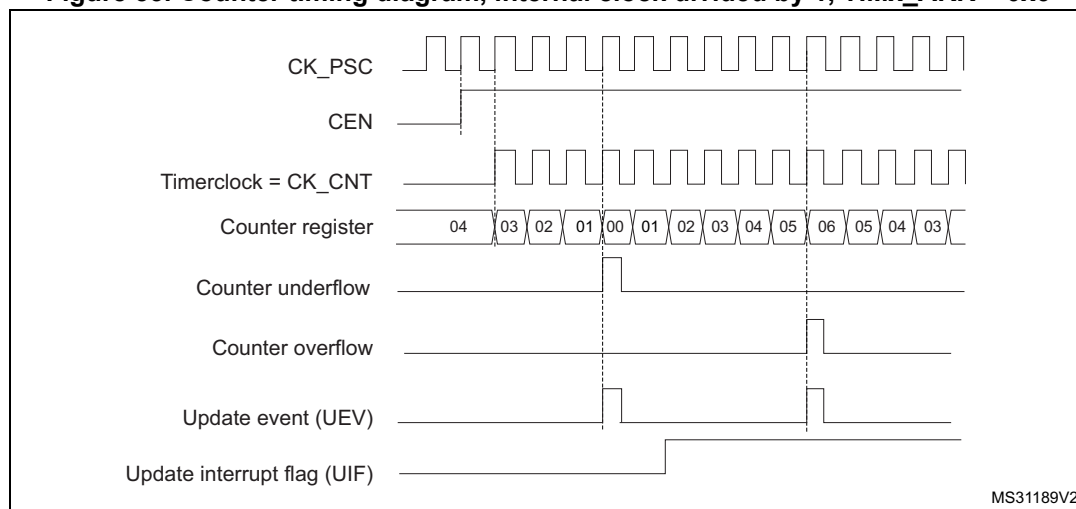 CK_PSC
CEN
Timerclock = CK_CNT
Counter register 04 03 02 01 00 01 02 03 04 05 06 05 04 03
Counter underflow
Counter overflow
Update event (UEV)
Update interrupt flag (UIF)
MS31189V2